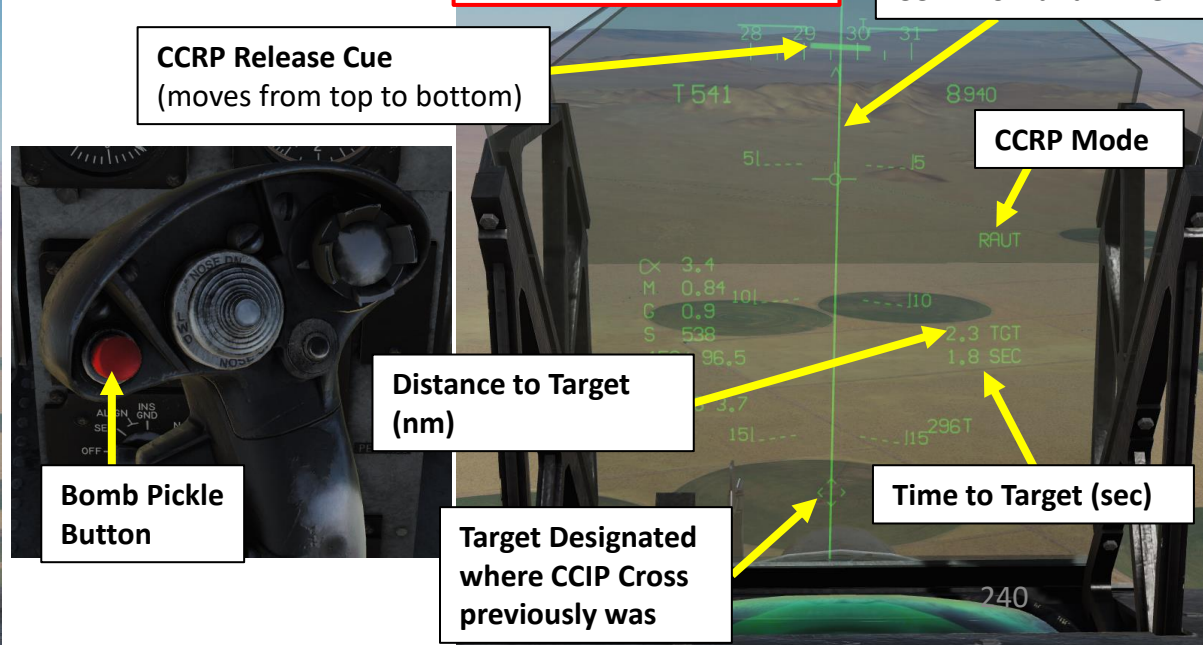 28 29 30 31
CCRP Release Cue
(moves from top to bottom)
T 541
8940
CCRP Mode
5 5
RAUT
α 3.4
M 0.84
G 0.9
S 538
96.5
3.7
10 10
2.3 TGT
1.8 SEC
Distance to Target
(nm)
15 15
296T
NOSE DN
LWD
NOSE
ALIGN INS
GND
OFF
Bomb Pickle
Button
Target Designated
where CCIP Cross
previously was
Time to Target (sec)
240